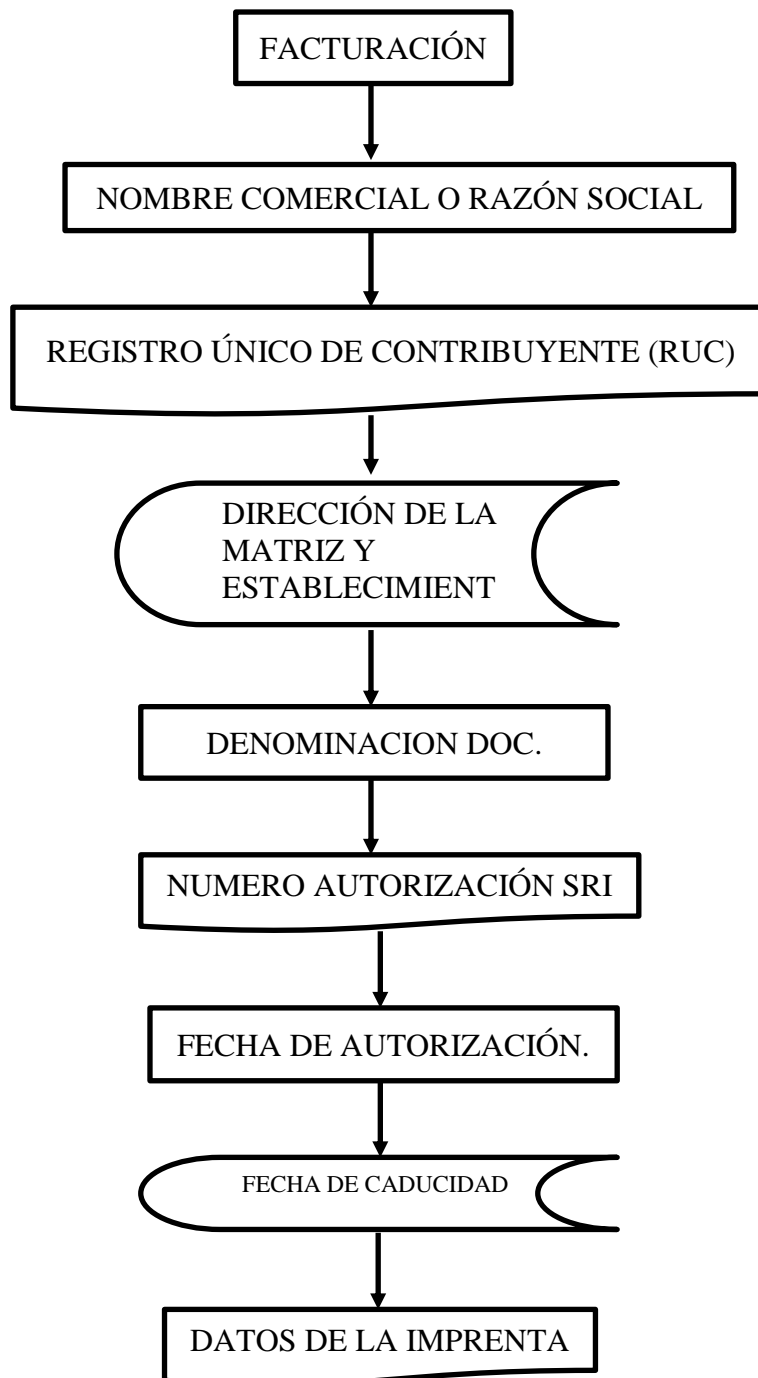 FACTURACIÓN
NOMBRE COMERCIAL O RAZÓN SOCIAL
REGISTRO ÚNICO DE CONTRIBUYENTE (RUC)
DIRECCIÓN DE LA
MATRIZ Y
ESTABLECIMIENT
DENOMINACION DOC.
NUMERO AUTORIZACIÓN SRI
FECHA DE AUTORIZACIÓN.
FECHA DE CADUCIDAD
DATOS DE LA IMPRENTA